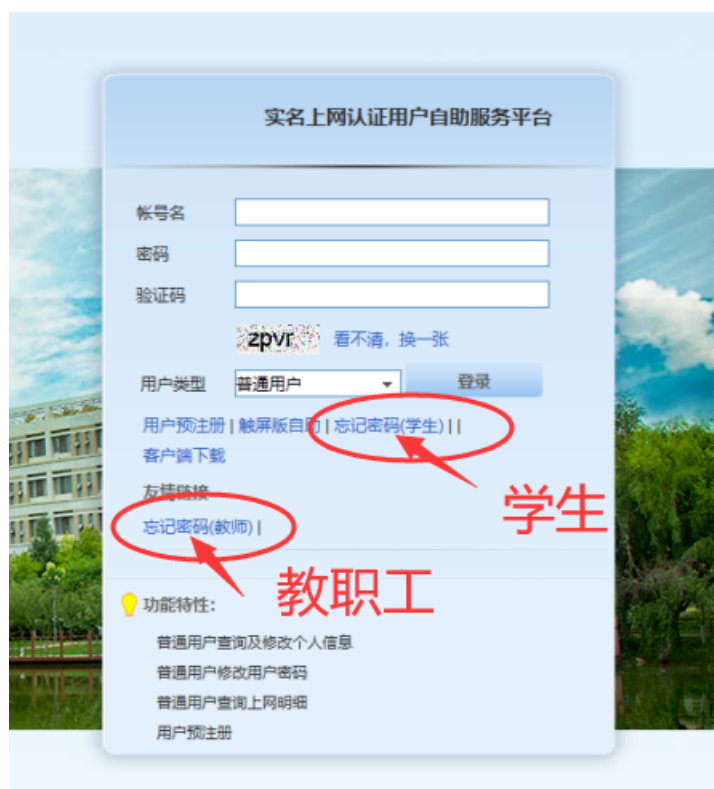 实名上网认证用户自助服务平台
帐号名
密码
验证码
zpvr 看不清，换一张
用户类型 普通用户 登录
用户预注册 | 触屏版自助 | 忘记密码(学生) | |
客户端下载
友情链接
学生
忘记密码(教师) |
教职工
功能特性：
普通用户查询及修改个人信息
普通用户修改用户密码
普通用户查询上网明细
用户预注册